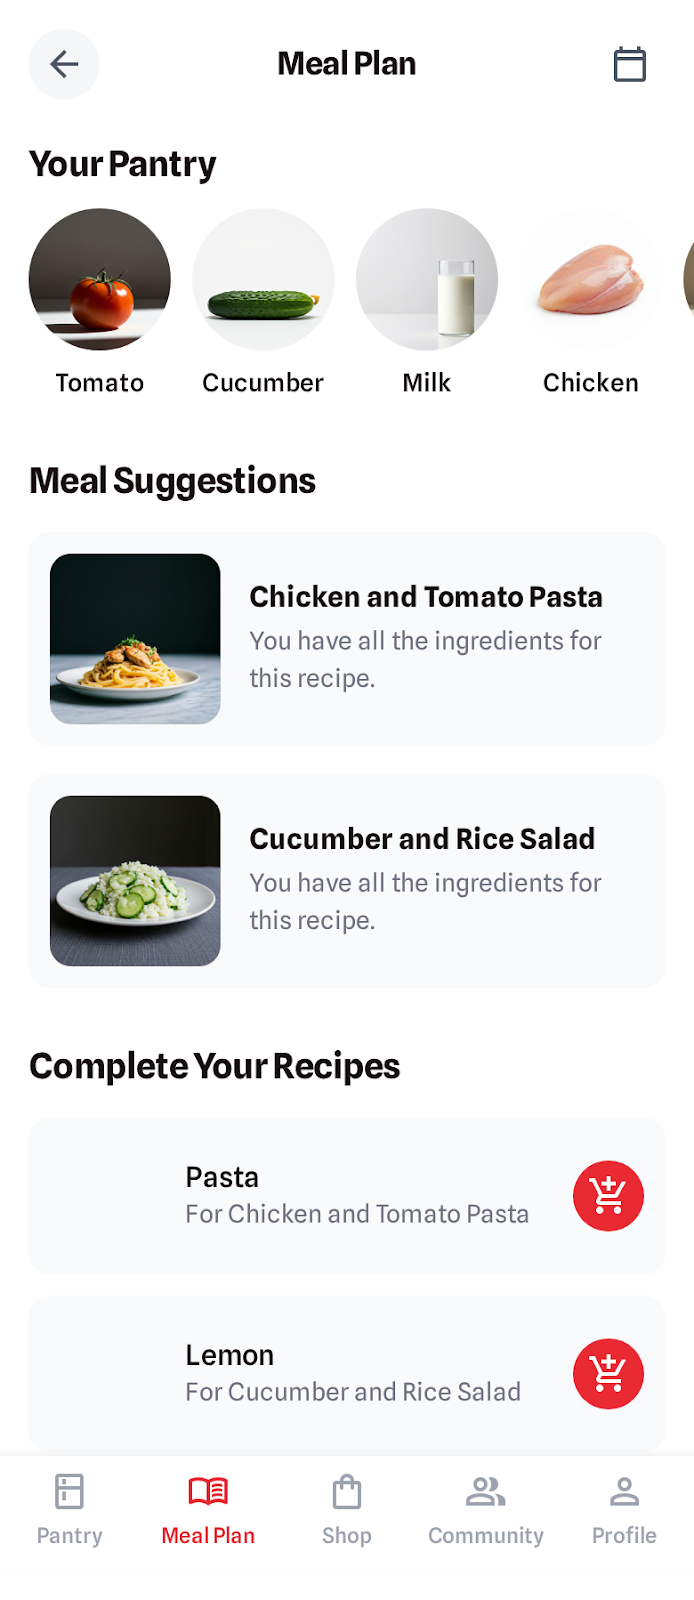 Meal Plan
Your Pantry
Tomato
Cucumber
Milk
Chicken
Meal Suggestions
Chicken and Tomato Pasta
You have all the ingredients for
this recipe.
Cucumber and Rice Salad
You have all the ingredients for
this recipe.
Complete Your Recipes
Pasta
For Chicken and Tomato Pasta
Lemon
For Cucumber and Rice Salad
Pantry
Meal Plan
Shop
Community
Profile